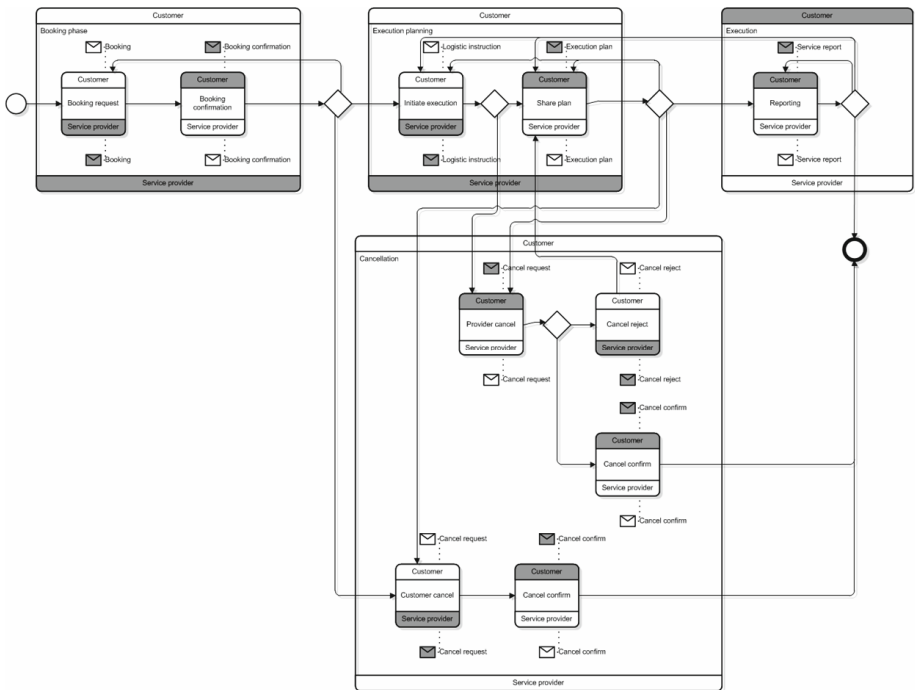 Customer
Booking phase
Booking
Booking confirmation
Customer
Booking request
Service provider
Customer
Booking
confirmation
Service provider
Booking
Booking confirmation
Service provider
Customer
Execution planning
Logistic instruction
Execution plan
Customer
Initiate execution
Service provider
Customer
Share plan
Service provider
Logistic instruction
Execution plan
Service provider
Customer
Execution
Service report
Customer
Reporting
Service provider
Service report
Service provider
Customer
Cancellation
Cancel request
Cancel reject
Customer
Provider cancel
Service provider
Customer
Cancel reject
Service provider
Cancel request
Cancel reject
Cancel confirm
Customer
Cancel confirm
Service provider
Cancel confirm
Cancel request
Cancel confirm
Customer
Customer cancel
Service provider
Customer
Cancel confirm
Service provider
Cancel request
Cancel confirm
Service provider